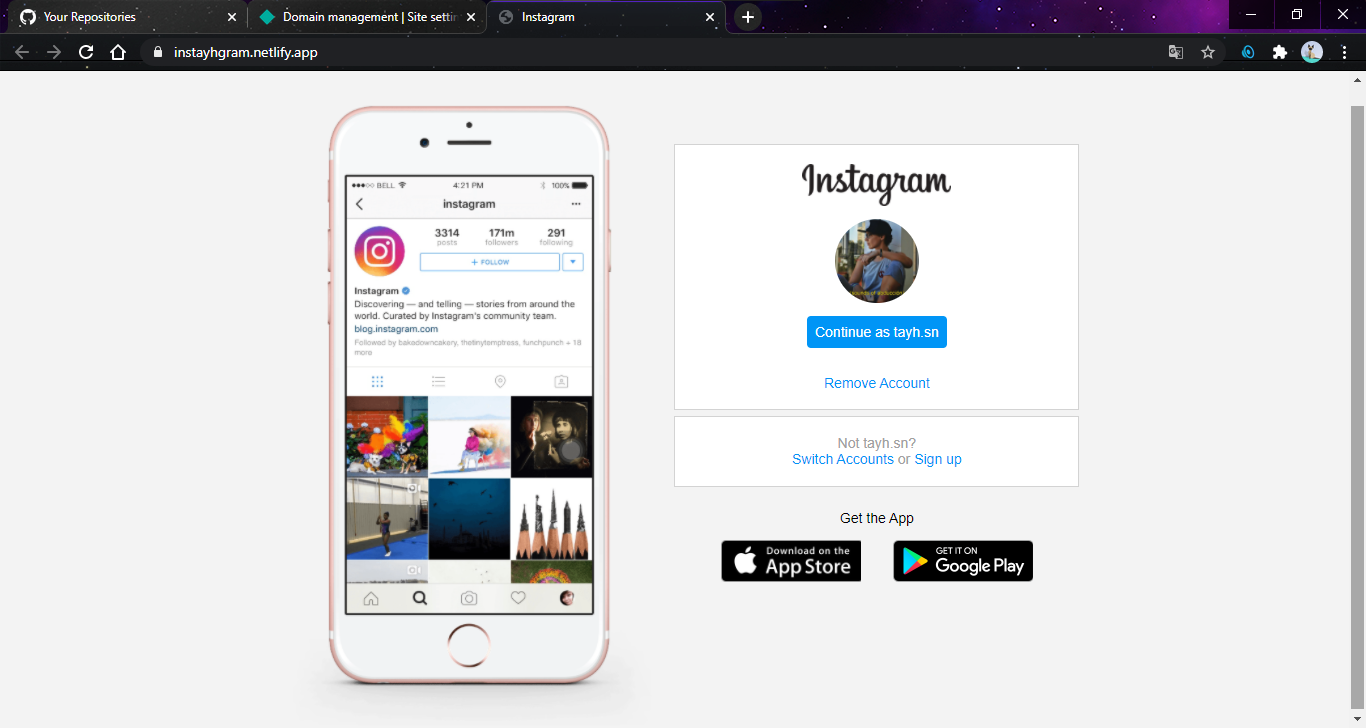 Your Repositories
Domain management | Site settin
Instagram
instayhgram.netlify.app
BELL 4:21 PM 100%
instagram
3314 171m 291
posts followers following
+ FOLLOW
Instagram
Discovering — and telling — stories from around the
world. Curated by Instagram's community team.
blog.instagram.com
Followed by bakedowncakery, thetinytemptress, funchpunch + 18
more
Instagram
Continue as tayh.sn
Remove Account
Not tayh.sn?
Switch Accounts or Sign up
Get the App
Download on the
App Store
GET IT ON
Google Play